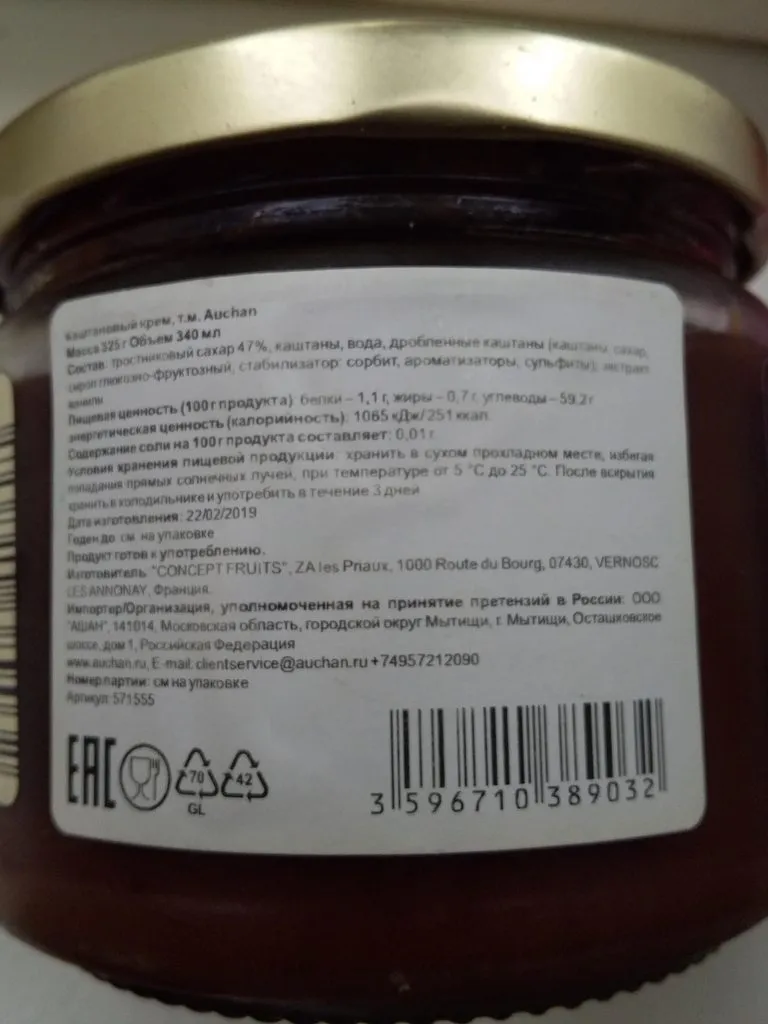 Каштановый крем, т.м. Auchan
Масса 325 г Объем 340 мл
Состав: тростниковый сахар 47%, каштаны, вода, дробленные каштаны (каштаны, сахар,
сироп глюкозно-фруктозный, стабилизатор: сорбит, ароматизаторы, сульфиты), экстракт
ванили
Пищевая ценность (100 г продукта): белки – 1,1 г, жиры – 0,7 г, углеводы – 59,2 г
энергетическая ценность (калорийность): 1065 кДж/ 251 ккал.
Содержание соли на 100 г продукта составляет: 0,01 г
Условия хранения пищевой продукции: хранить в сухом прохладном месте, избегая
попадания прямых солнечных лучей, при температуре от 5 °C до 25 °C. После вскрытия
хранить в холодильнике и употребить в течение 3 дней
Дата изготовления: 22/02/2019
Годен до: см. на упаковке
Продукт готов к употреблению.
Изготовитель: "CONCEPT FRUITS", ZA les Priaux, 1000 Route du Bourg, 07430, VERNOSC
LES ANNONAY, Франция.
Импортер/Организация, уполномоченная на принятие претензий в России: ООО
"АШАН", 141014, Московская область, городской округ Мытищи, г. Мытищи, Осташковское
шоссе, дом 1, Российская Федерация
www.auchan.ru, E-mail: clientservice@auchan.ru +74957212090
Номер партии: см на упаковке
Артикул: 571555
EAC
70
42
GL
3 596710 389032